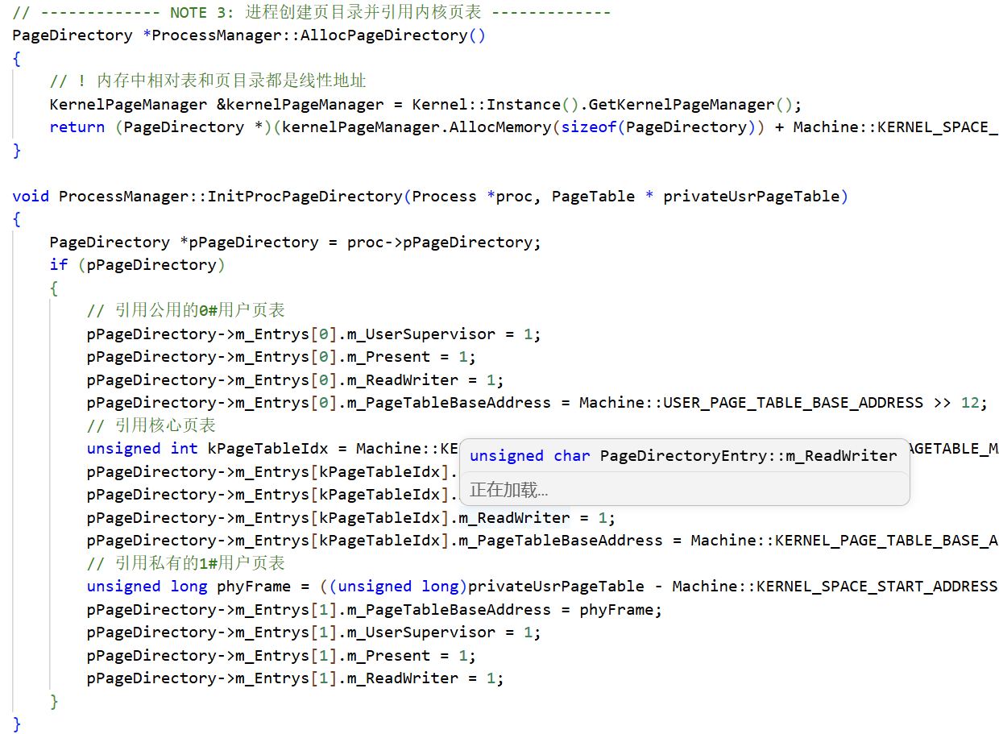 // ------------- NOTE 3: 进程创建页目录并引用内核页表 -------------
PageDirectory *ProcessManager::AllocPageDirectory()
{
    // ! 内存中相对表和页目录都是线性地址
    KernelPageManager &kernelPageManager = Kernel::Instance().GetKernelPageManager();
    return (PageDirectory *)(kernelPageManager.AllocMemory(sizeof(PageDirectory)) + Machine::KERNEL_SPACE_
}
void ProcessManager::InitProcPageDirectory(Process *proc, PageTable * privateUsrPageTable)
{
    PageDirectory *pPageDirectory = proc->pPageDirectory;
    if (pPageDirectory)
    {
        // 引用公用的0#用户页表
        pPageDirectory->m_Entrys[0].m_UserSupervisor = 1;
        pPageDirectory->m_Entrys[0].m_Present = 1;
        pPageDirectory->m_Entrys[0].m_ReadWriter = 1;
        pPageDirectory->m_Entrys[0].m_PageTableBaseAddress = Machine::USER_PAGE_TABLE_BASE_ADDRESS >> 12;
        // 引用核心页表
        unsigned int kPageTableIdx = Machine::KE AGETABLE_M
        pPageDirectory->m_Entrys[kPageTableIdx].
        pPageDirectory->m_Entrys[kPageTableIdx].
        pPageDirectory->m_Entrys[kPageTableIdx].m_ReadWriter = 1;
        pPageDirectory->m_Entrys[kPageTableIdx].m_PageTableBaseAddress = Machine::KERNEL_PAGE_TABLE_BASE_A
        // 引用私有的1#用户页表
        unsigned long phyFrame = ((unsigned long)privateUsrPageTable - Machine::KERNEL_SPACE_START_ADDRESS
        pPageDirectory->m_Entrys[1].m_PageTableBaseAddress = phyFrame;
        pPageDirectory->m_Entrys[1].m_UserSupervisor = 1;
        pPageDirectory->m_Entrys[1].m_Present = 1;
        pPageDirectory->m_Entrys[1].m_ReadWriter = 1;
    }
}
unsigned char PageDirectoryEntry::m_ReadWriter
正在加载...